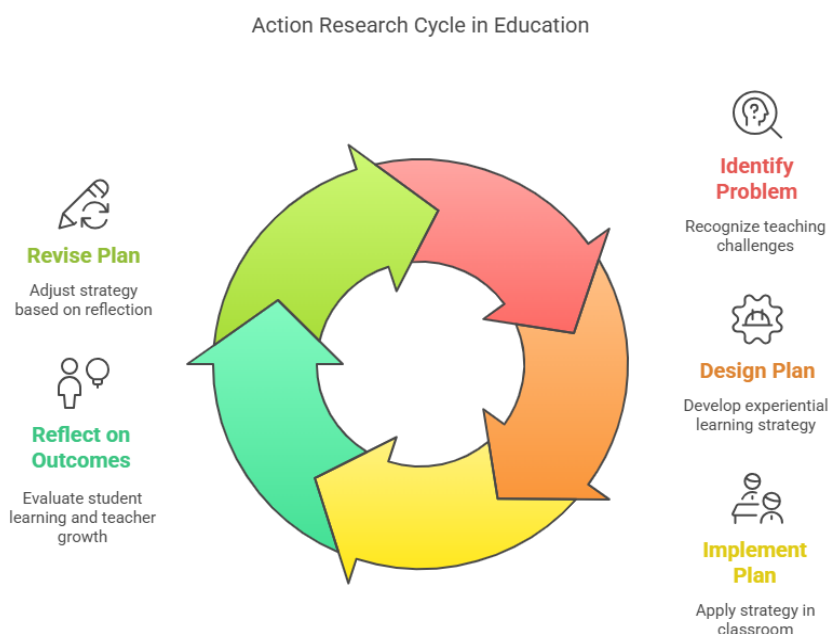 Action Research Cycle in Education
Identify
Problem
Recognize teaching
challenges
Design Plan
Develop experiential
learning strategy
Implement
Plan
Apply strategy in
classroom
Reflect on
Outcomes
Evaluate student
learning and teacher
growth
Revise Plan
Adjust strategy
based on reflection